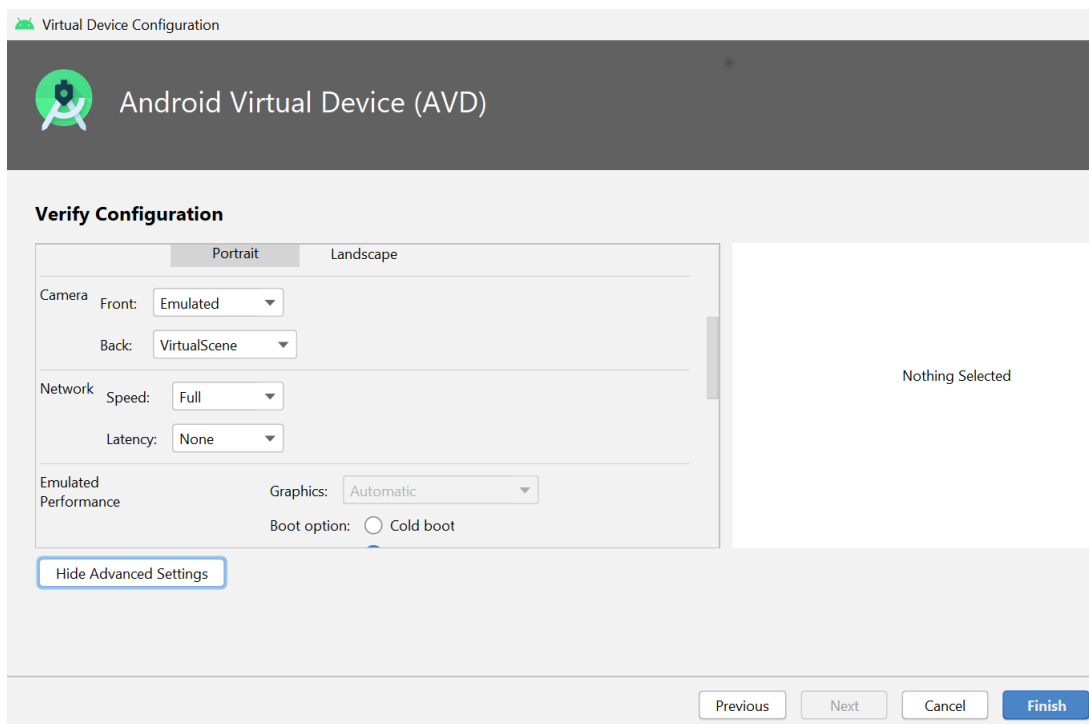 Virtual Device Configuration
Android Virtual Device (AVD)
Verify Configuration
Portrait Landscape
Camera Front: Emulated
Back: VirtualScene
Network Speed: Full
Latency: None
Emulated
Performance
Graphics: Automatic
Boot option: Cold boot
Nothing Selected
Hide Advanced Settings
Previous Next Cancel Finish